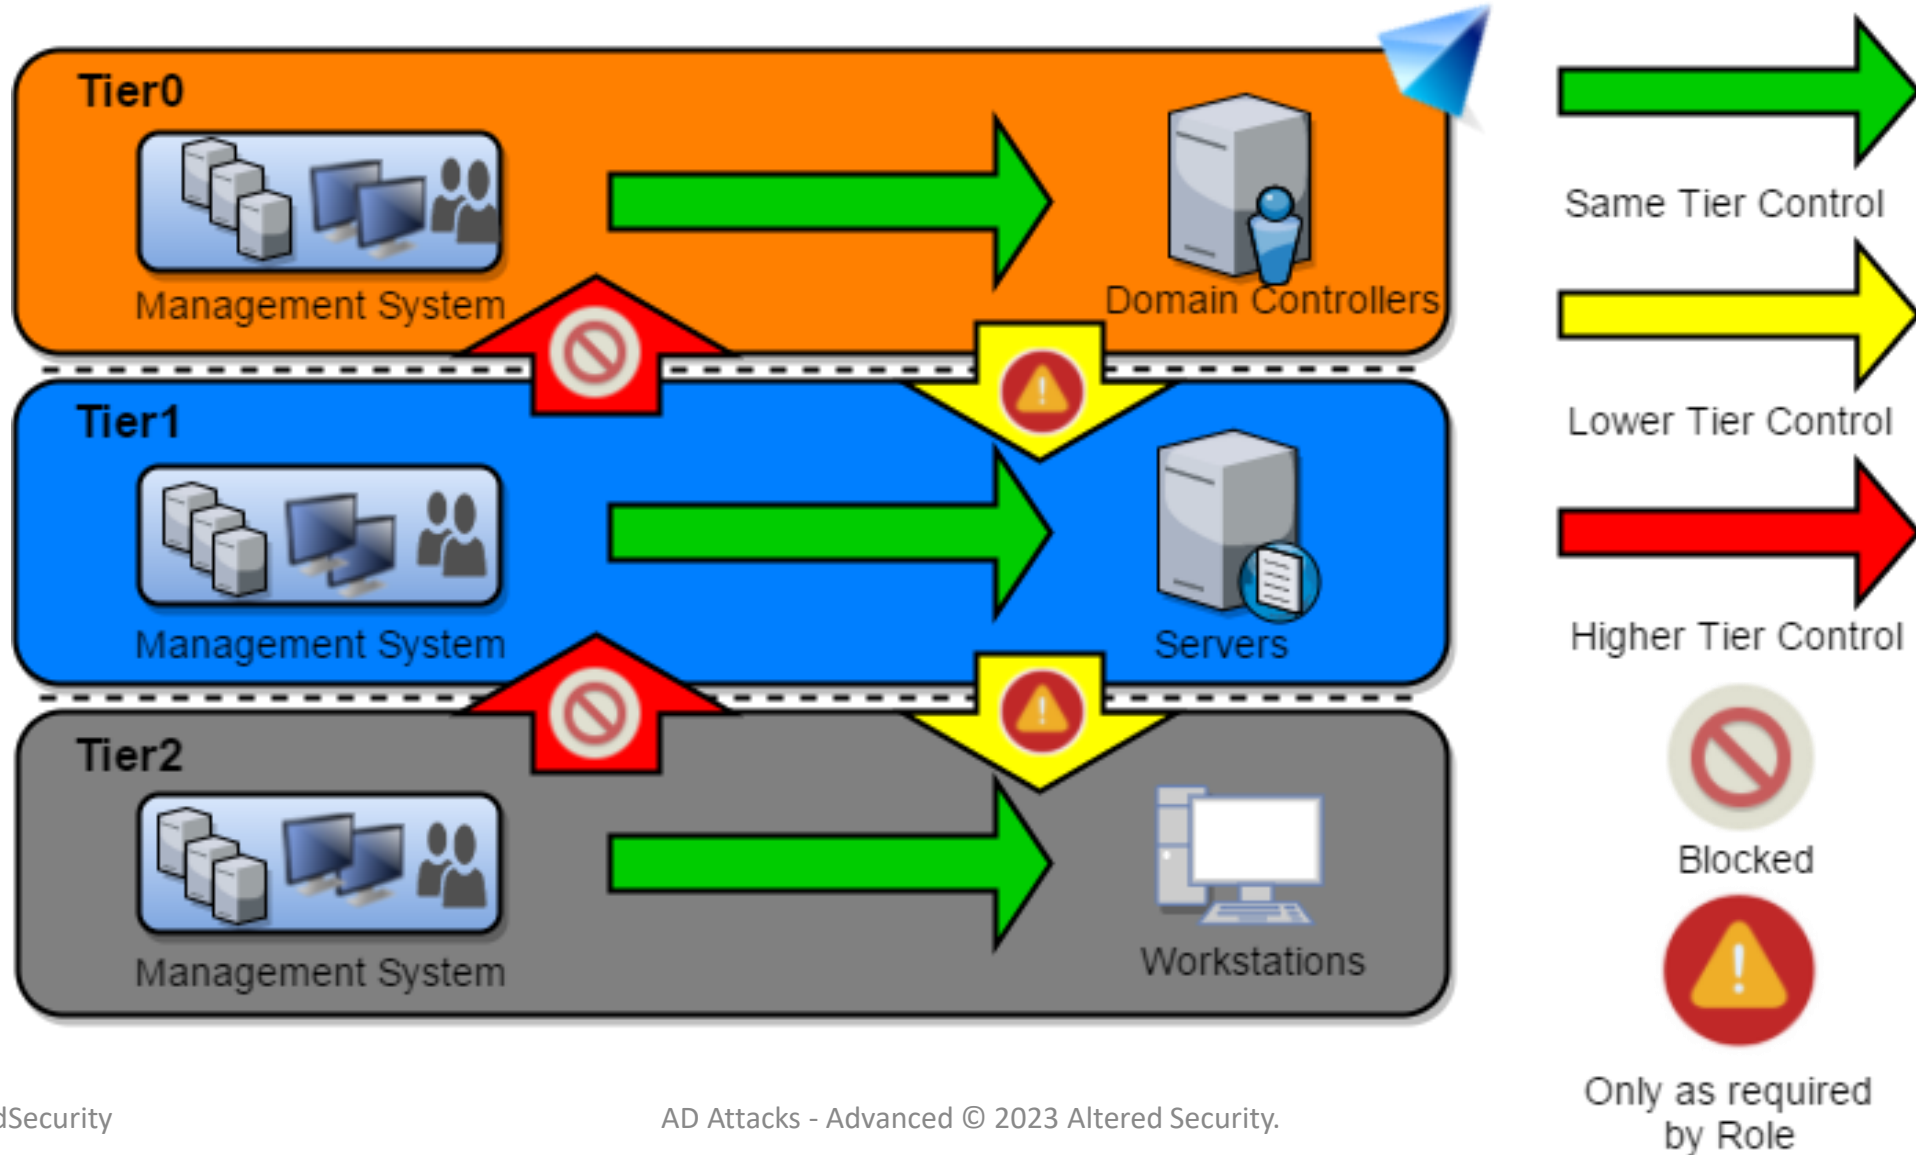 Tier0
Management System
Domain Controllers
Same Tier Control
Lower Tier Control
Tier1
Management System
Servers
Higher Tier Control
Tier2
Management System
Workstations
Blocked
Only as required
by Role
dSecurity
AD Attacks - Advanced © 2023 Altered Security.